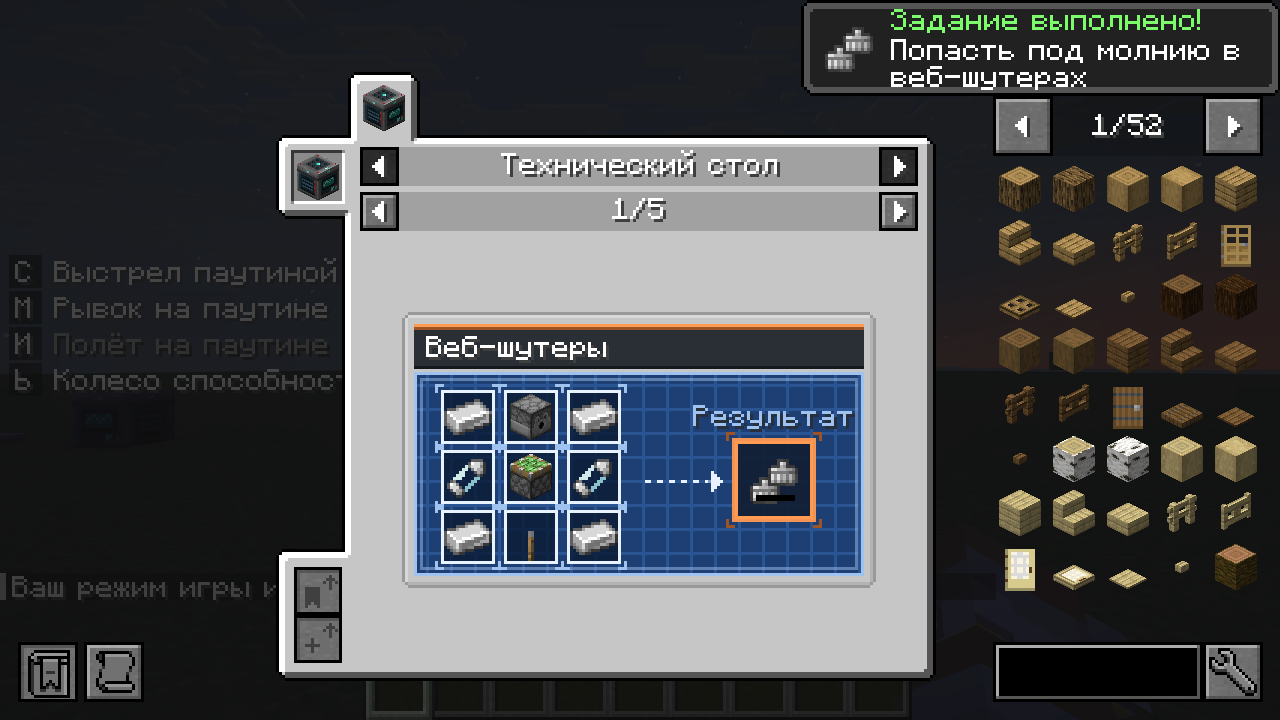 Задание выполнено!
Попасть под молнию в
веб-шутерах
1/52
Технический стол
1/5
С Выстрел паутиной
М Рывок на паутине
И Полёт на паутине
Ь Колесо способност
Веб-шутеры
Результат
Ваш режим игры и